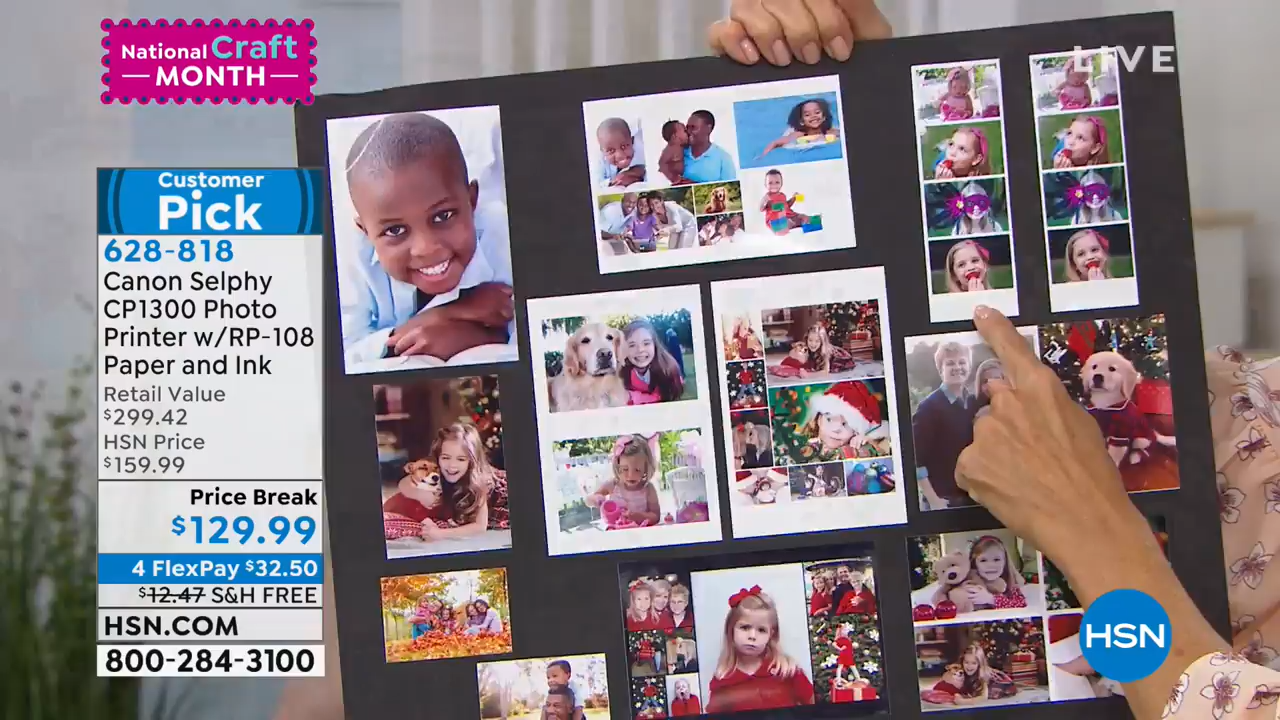 National Craft
MONTH
LIVE
Customer
Pick
628-818
Canon Selphy
CP1300 Photo
Printer w/RP-108
Paper and Ink
Retail Value
$299.42
HSN Price
$159.99
Price Break
$129.99
4 FlexPay $32.50
$12.47 S&H FREE
HSN.COM
800-284-3100
HSN